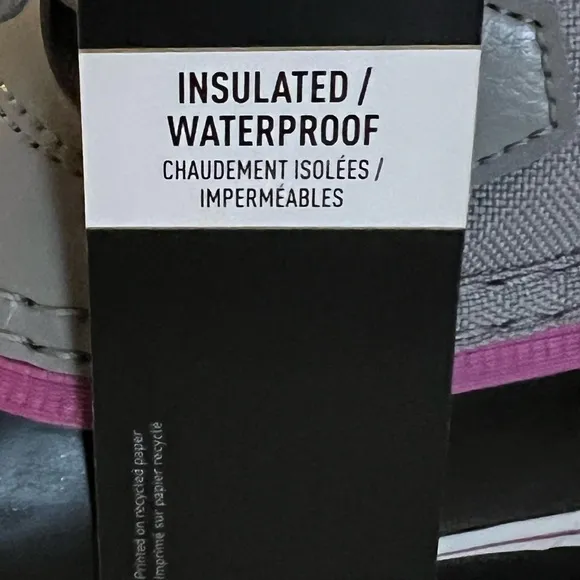 INSULATED /
WATERPROOF
CHAUDEMENT ISOLÉES /
IMPERMÉABLES
Printed on recycled paper
Imprimé sur papier recyclé